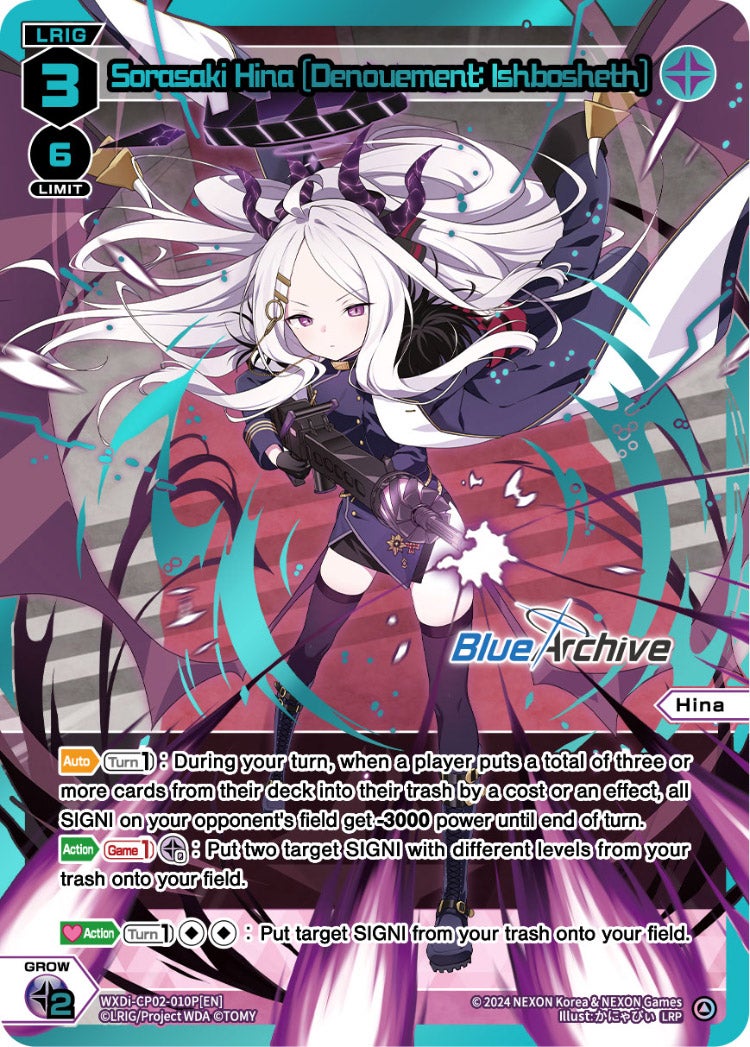 LRIG
3
Sorasaki Hina [Denouement: Ishbosheth]
6
LIMIT
Blue Archive
Hina
Auto Turn 1 : During your turn, when a player puts a total of three or
more cards from their deck into their trash by a cost or an effect, all
SIGNI on your opponent's field get -3000 power until end of turn.
Action Game 1 0 : Put two target SIGNI with different levels from your
trash onto your field.
Action Turn 1 : Put target SIGNI from your trash onto your field.
GROW
2
WXDi-CP02-010P[EN]
©LRIG/Project WDA ©TOMY
© 2024 NEXON Korea & NEXON Games
Illust:かにゃぴぃ LRP